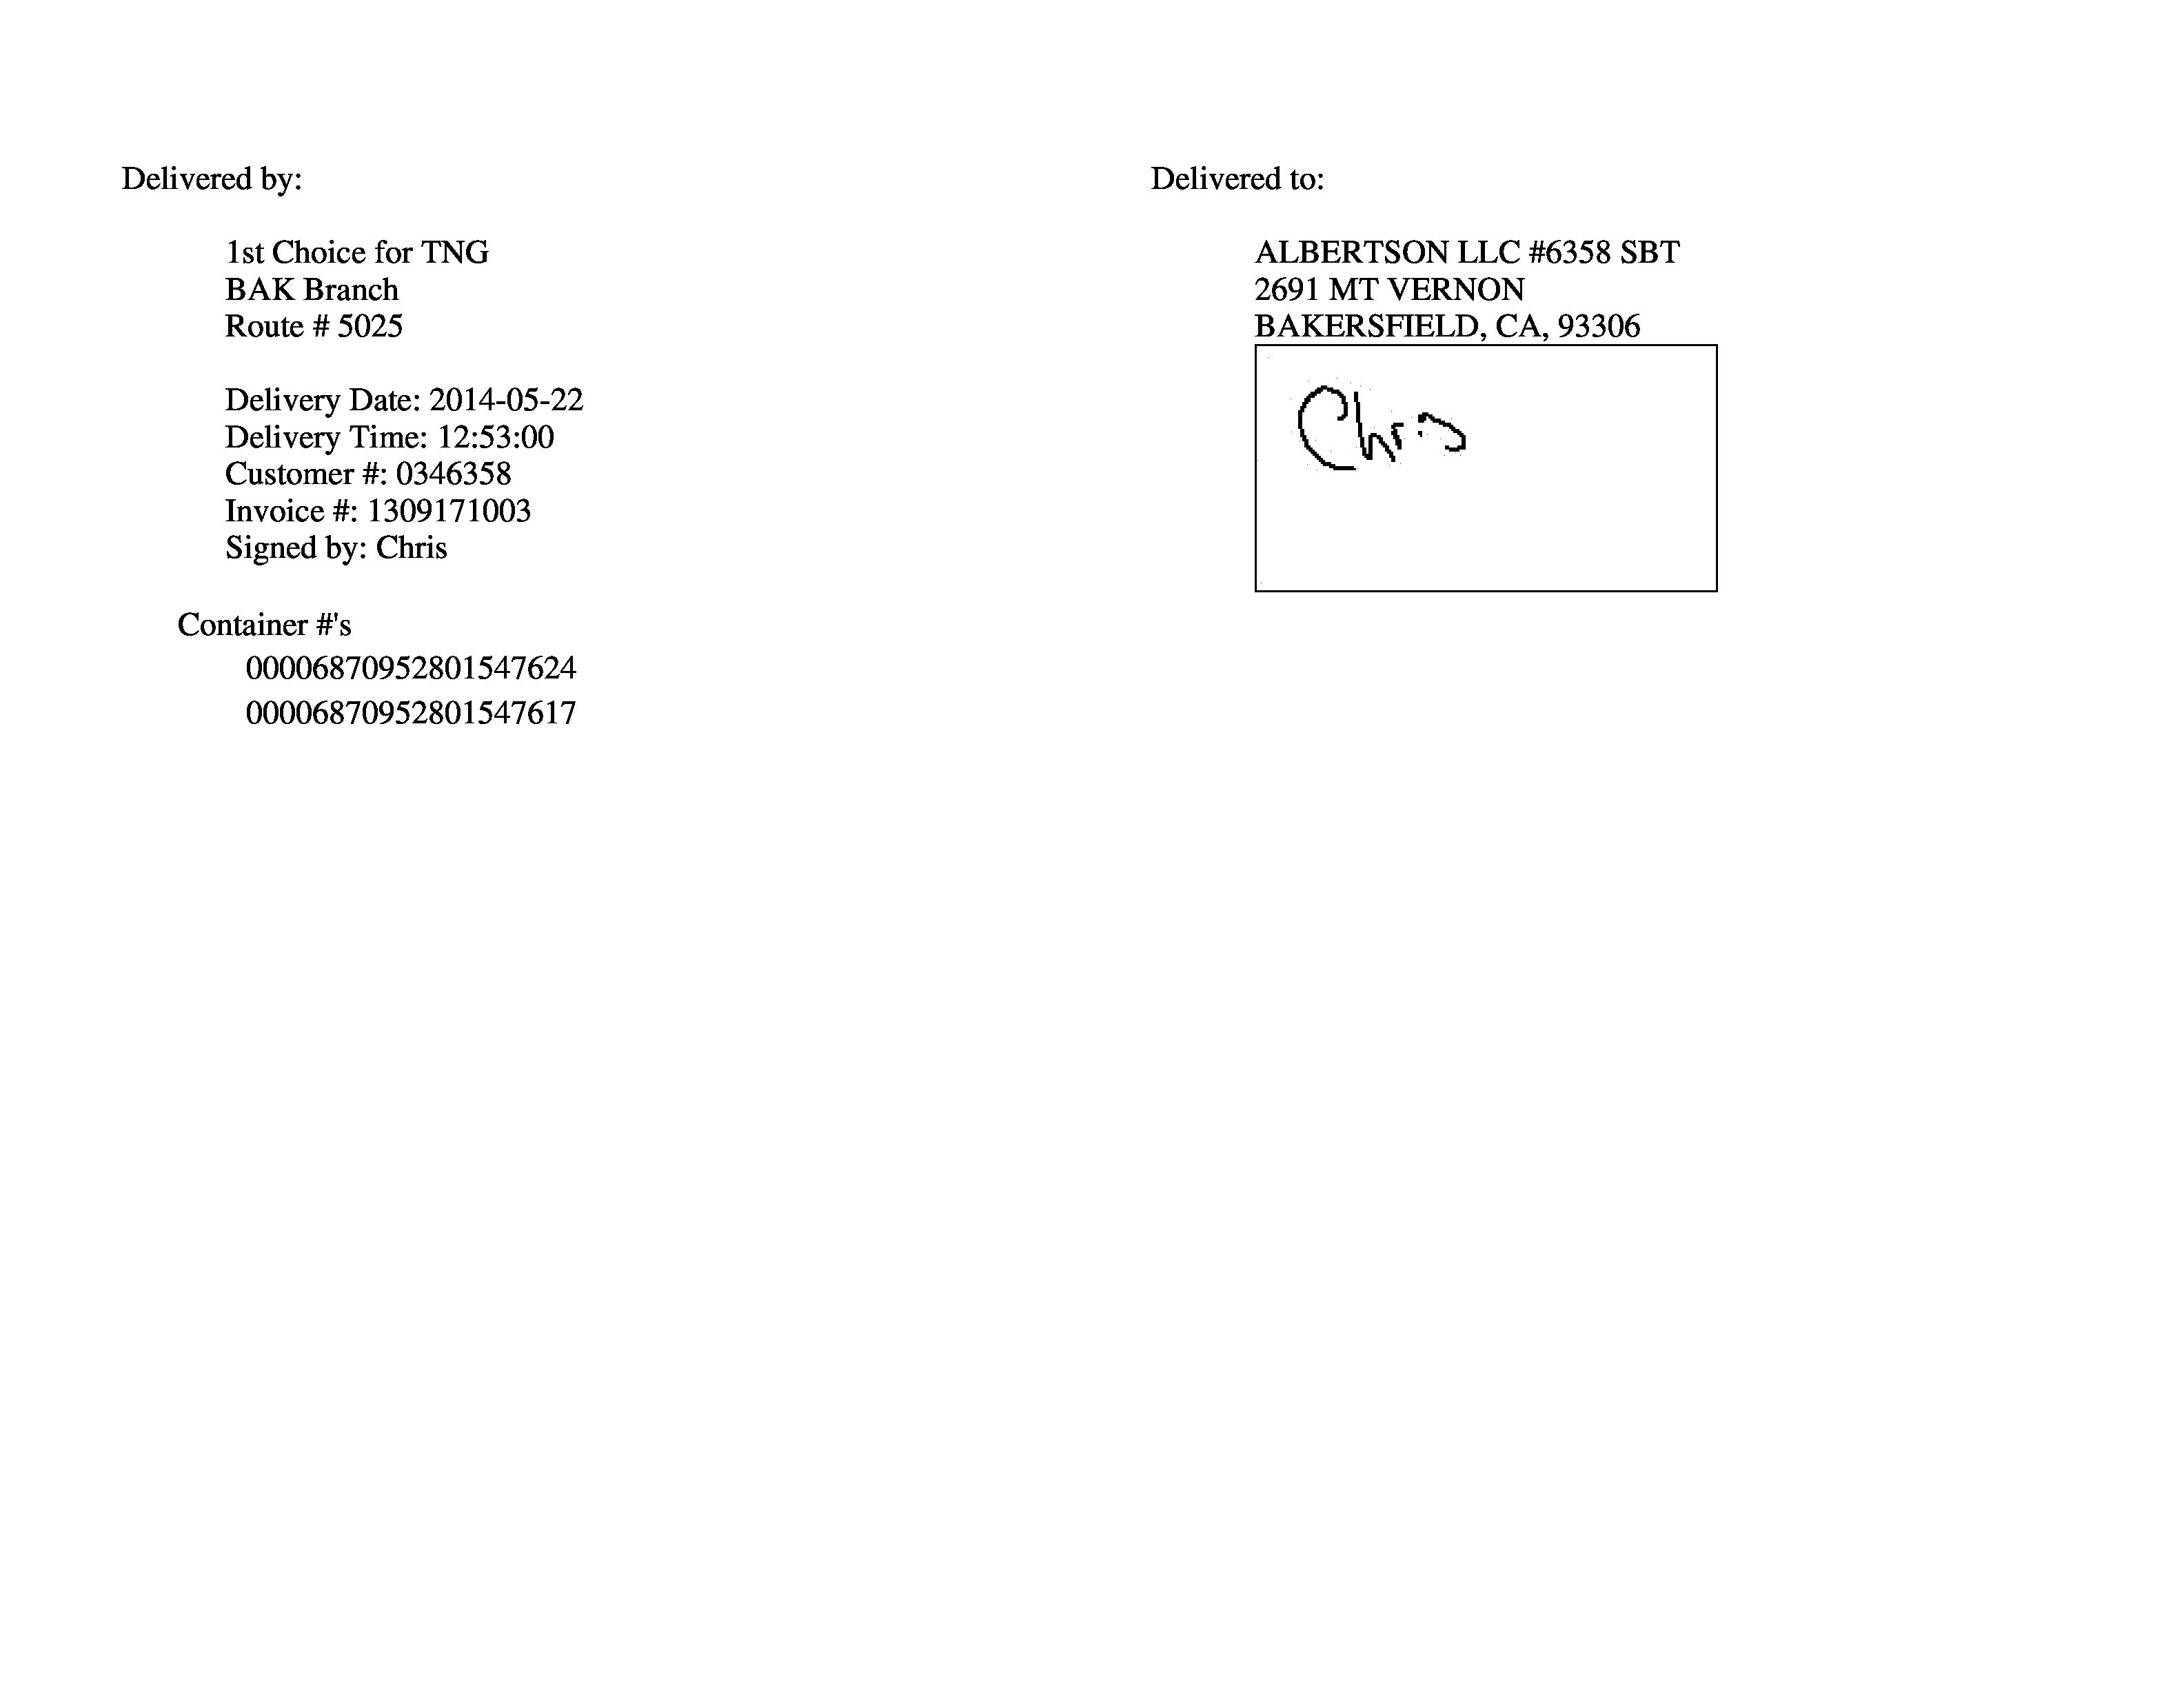 Delivered by:
1st Choice for TNG
BAK Branch
Route # 5025
Delivery Date: 2014-05-22
Delivery Time: 12:53:00
Customer #: 0346358
Invoice #: 1309171003
Signed by: Chris
Container #'s
00006870952801547624
00006870952801547617
Delivered to:
ALBERTSON LLC #6358 SBT
2691 MT VERNON
BAKERSFIELD, CA, 93306
Chris